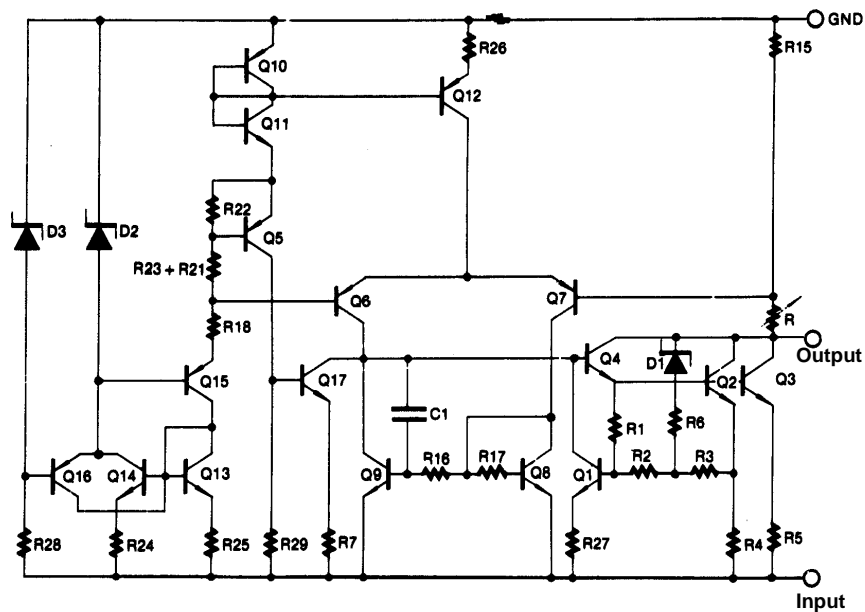 GND
R26
R15
Q10
Q12
Q11
R22
D3
D2
Q5
R23 + R21
Q6
Q7
R
R18
Output
Q4
D1
Q2
Q3
Q15
Q17
C1
R1
R6
Q16
Q14
Q13
Q9
R16
R17
Q8
Q1
R2
R3
R28
R24
R25
R29
R7
R27
R4
R5
Input